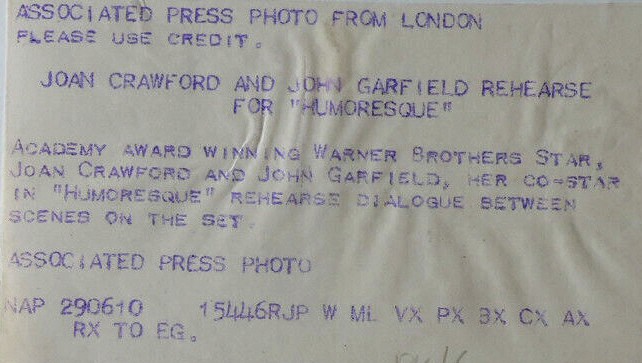 ASSOCIATED PRESS PHOTO FROM LONDON
PLEASE USE CREDIT.
JOAN CRAWFORD AND JOHN GARFIELD REHEARSE
FOR "HUMORESQUE"
ACADEMY AWARD WINNING WARNER BROTHERS STAR,
JOAN CRAWFORD AND JOHN GARFIELD, HER CO-STAR
IN "HUMORESQUE" REHEARSE DIALOGUE BETWEEN
SCENES ON THE SET.
ASSOCIATED PRESS PHOTO
NAP 290610 15446RJP W ML VX PX BX CX AX
RX TO EG.